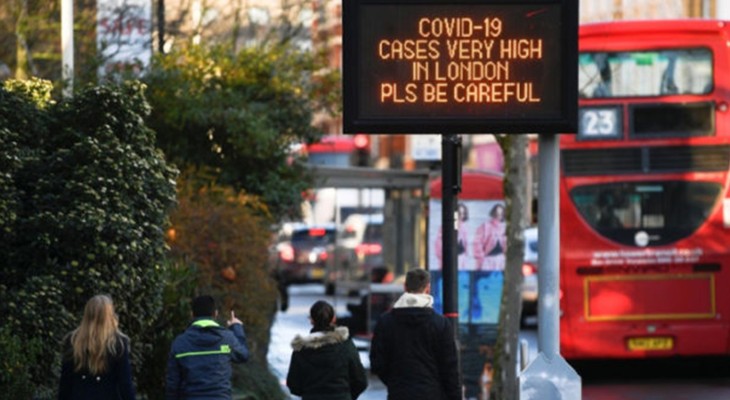 COVID-19
CASES VERY HIGH
IN LONDON
PLS BE CAREFUL
23